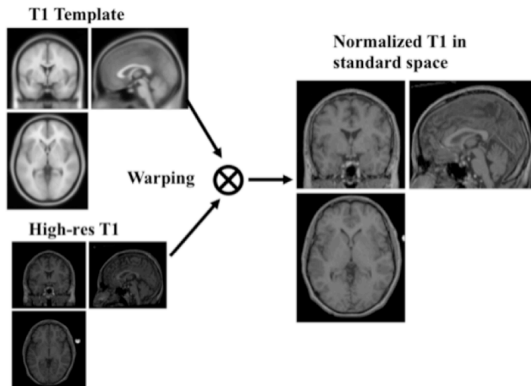 T1 Template
Normalized T1 in
standard space
Warping
High-res T1